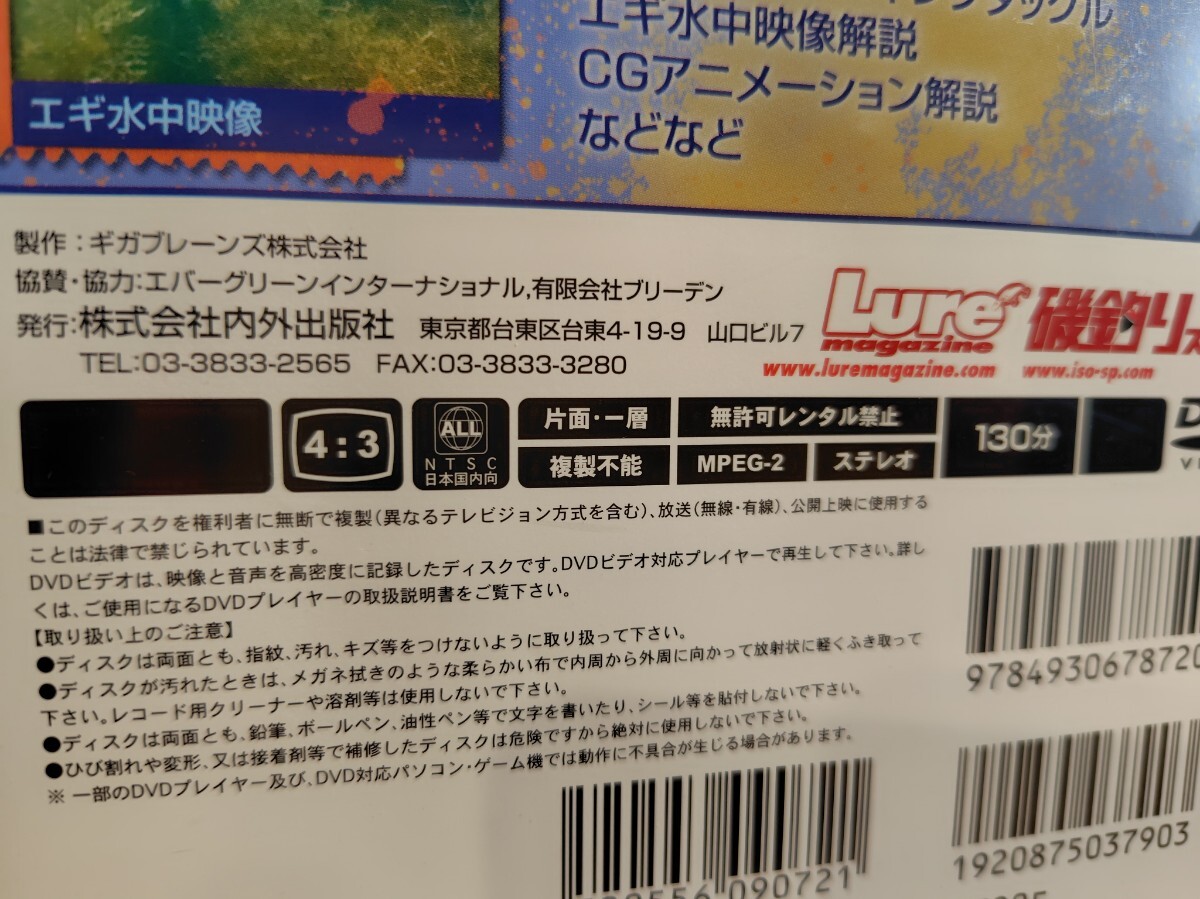 エギ水中映像解説
CGアニメーション解説
などなど
エギ水中映像
製作:ギガブレーンズ株式会社
協賛・協力:エバーグリーンインターナショナル,有限会社ブリーデン
発行:株式会社内外出版社 東京都台東区台東4-19-9 山口ビル7
TEL:03-3833-2565 FAX:03-3833-3280
Lure magazine
www.luremagazine.com
磯釣り
www.iso-sp.com
4:3
ALL
NTSC
日本国内向
片面・一層
無許可レンタル禁止
複製不能
MPEG-2
ステレオ
130分
■このディスクを権利者に無断で複製(異なるテレビジョン方式を含む)、放送(無線・有線)、公開上映に使用する
ことは法律で禁じられています。
DVDビデオは、映像と音声を高密度に記録したディスクです。DVDビデオ対応プレイヤーで再生して下さい。詳し
くは、ご使用になるDVDプレイヤーの取扱説明書をご覧下さい。
【取り扱い上のご注意】
●ディスクは両面とも、指紋、汚れ、キズ等をつけないように取り扱って下さい。
●ディスクが汚れたときは、メガネ拭きのような柔らかい布で内周から外周に向かって放射状に軽くふき取って
下さい。レコード用クリーナーや溶剤等は使用しないで下さい。
●ディスクは両面とも、鉛筆、ボールペン、油性ペン等で文字を書いたり、シール等を貼付しないで下さい。
●ひび割れや変形、又は接着剤等で補修したディスクは危険ですから絶対に使用しないで下さい。
※ 一部のDVDプレイヤー及び、DVD対応パソコン・ゲーム機では動作に不具合が生じる場合があります。
9784930678720
1920875037903
090721